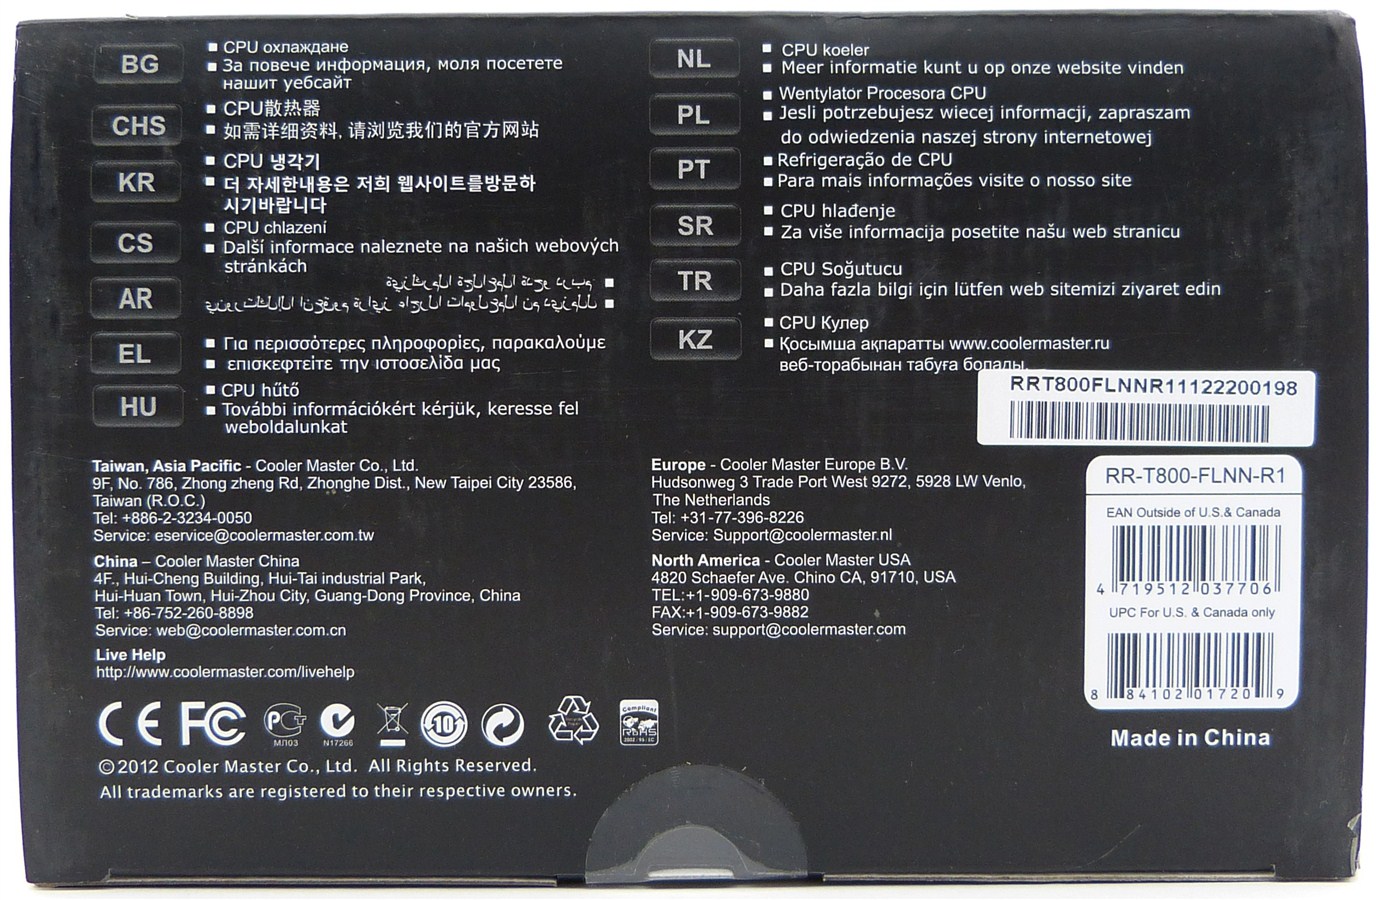 BG
CPU охлаждане
За повече информация, моля посетете
нашит уебсайт
CHS
CPU散热器
如需详细资料, 请浏览我们的官方网站
KR
CPU 냉각기
더 자세한내용은 저희 웹사이트를방문하
시기바랍니다
CS
CPU chlazení
Další informace naleznete na našich webových
stránkách
AR
EL
Για περισσότερες πληροφορίες, παρακαλούμε
επισκεφτείτε την ιστοσελίδα μας
HU
CPU hűtő
További információkért kérjük, keresse fel
weboldalunkat
NL
CPU koeler
Meer informatie kunt u op onze website vinden
PL
Wentylator Procesora CPU
Jesli potrzebujesz wiecej informacji, zapraszam
do odwiedzenia naszej strony internetowej
PT
Refrigeração de CPU
Para mais informações visite o nosso site
SR
CPU hlađenje
Za više informacija posetite našu web stranicu
TR
CPU Soğutucu
Daha fazla bilgi için lütfen web sitemizi ziyaret edin
KZ
CPU Кулер
Қосымша ақпаратты www.coolermaster.ru
веб-торабынан табуға болады.
RRT800FLNNR11122200198
RR-T800-FLNN-R1
EAN Outside of U.S.& Canada
4 719512 037706
UPC For U.S. & Canada only
8 84102 01720 9
Made in China
Taiwan, Asia Pacific - Cooler Master Co., Ltd.
9F, No. 786, Zhong zheng Rd, Zhonghe Dist., New Taipei City 23586,
Taiwan (R.O.C.)
Tel: +886-2-3234-0050
Service: eservice@coolermaster.com.tw
China – Cooler Master China
4F., Hui-Cheng Building, Hui-Tai industrial Park,
Hui-Huan Town, Hui-Zhou City, Guang-Dong Province, China
Tel: +86-752-260-8898
Service: web@coolermaster.com.cn
Live Help
http://www.coolermaster.com/livehelp
Europe - Cooler Master Europe B.V.
Hudsonweg 3 Trade Port West 9272, 5928 LW Venlo,
The Netherlands
Tel: +31-77-396-8226
Service: Support@coolermaster.nl
North America - Cooler Master USA
4820 Schaefer Ave. Chino CA, 91710, USA
TEL:+1-909-673-9880
FAX:+1-909-673-9882
Service: support@coolermaster.com
CE FC PCT 10 Compliant RoHS
МЛ03 N17266
©2012 Cooler Master Co., Ltd. All Rights Reserved.
All trademarks are registered to their respective owners.